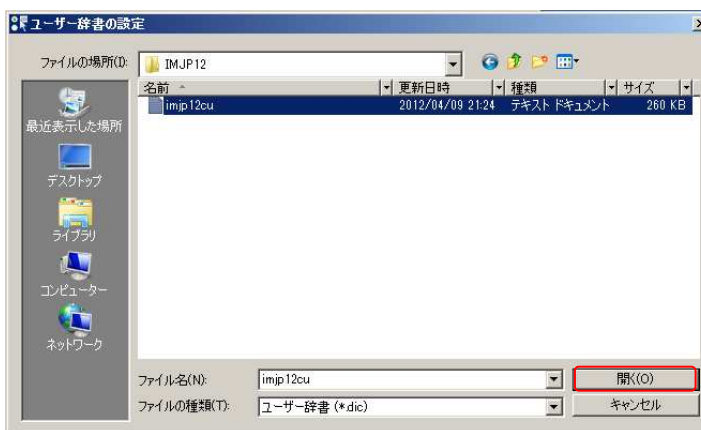 ユーザー辞書の設定
ファイルの場所(I):
IMJP12
名前 更新日時 種類 サイズ
imjp12cu 2012/04/09 21:24 テキスト ドキュメント 260 KB
最近表示した場所
デスクトップ
ライブラリ
コンピューター
ネットワーク
ファイル名(N): imjp12cu 開く(O)
ファイルの種類(T): ユーザー辞書 (*.dic) キャンセル